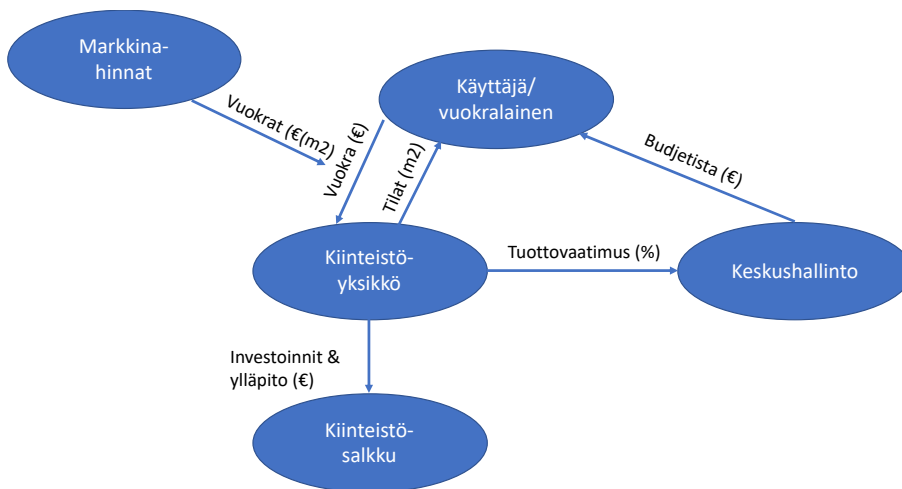 Markkina-
hinnat
Käyttäjä/
vuokralainen
Vuokrat (€(m2)
Vuokra (€)
Tilat (m2)
Budjetista (€)
Kiinteistö-
yksikkö
Tuottovaatimus (%)
Keskushallinto
Investoinnit &
ylläpito (€)
Kiinteistö-
salkku